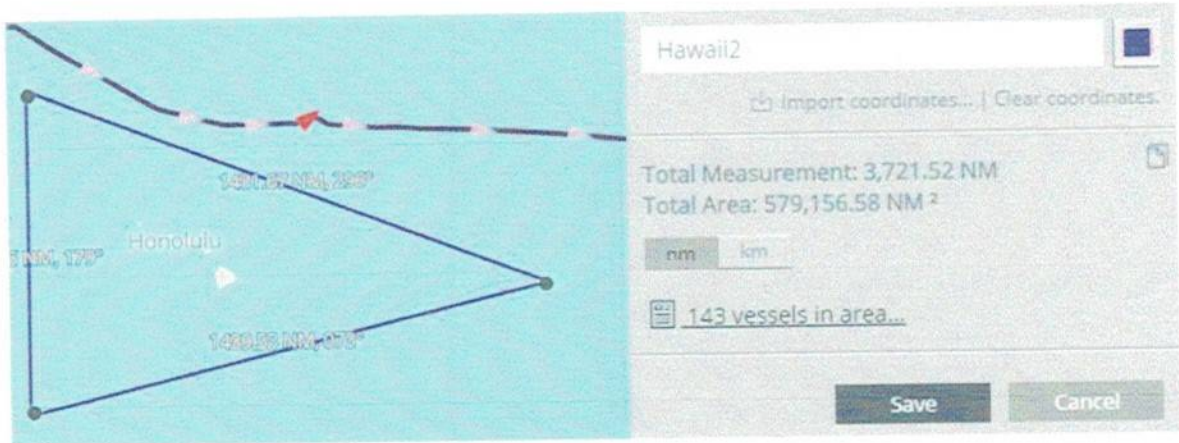 Honolulu
Hawaii2
Import coordinates... | Clear coordinates.
Total Measurement: 3,721.52 NM
Total Area: 579,156.58 NM ²
nm km
143 vessels in area...
Save Cancel